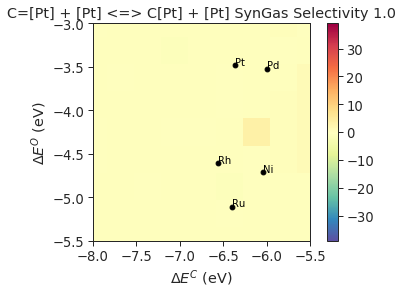 C=[Pt] + [Pt] <=> C[Pt] + [Pt] SynGas Selectivity 1.0
−3.0
−3.5
−4.0
−4.5
−5.0
−5.5
ΔE^O (eV)
Pt
Pd
Rh
Ni
Ru
−8.0 −7.5 −7.0 −6.5 −6.0 −5.5
ΔE^C (eV)
30
20
10
0
−10
−20
−30